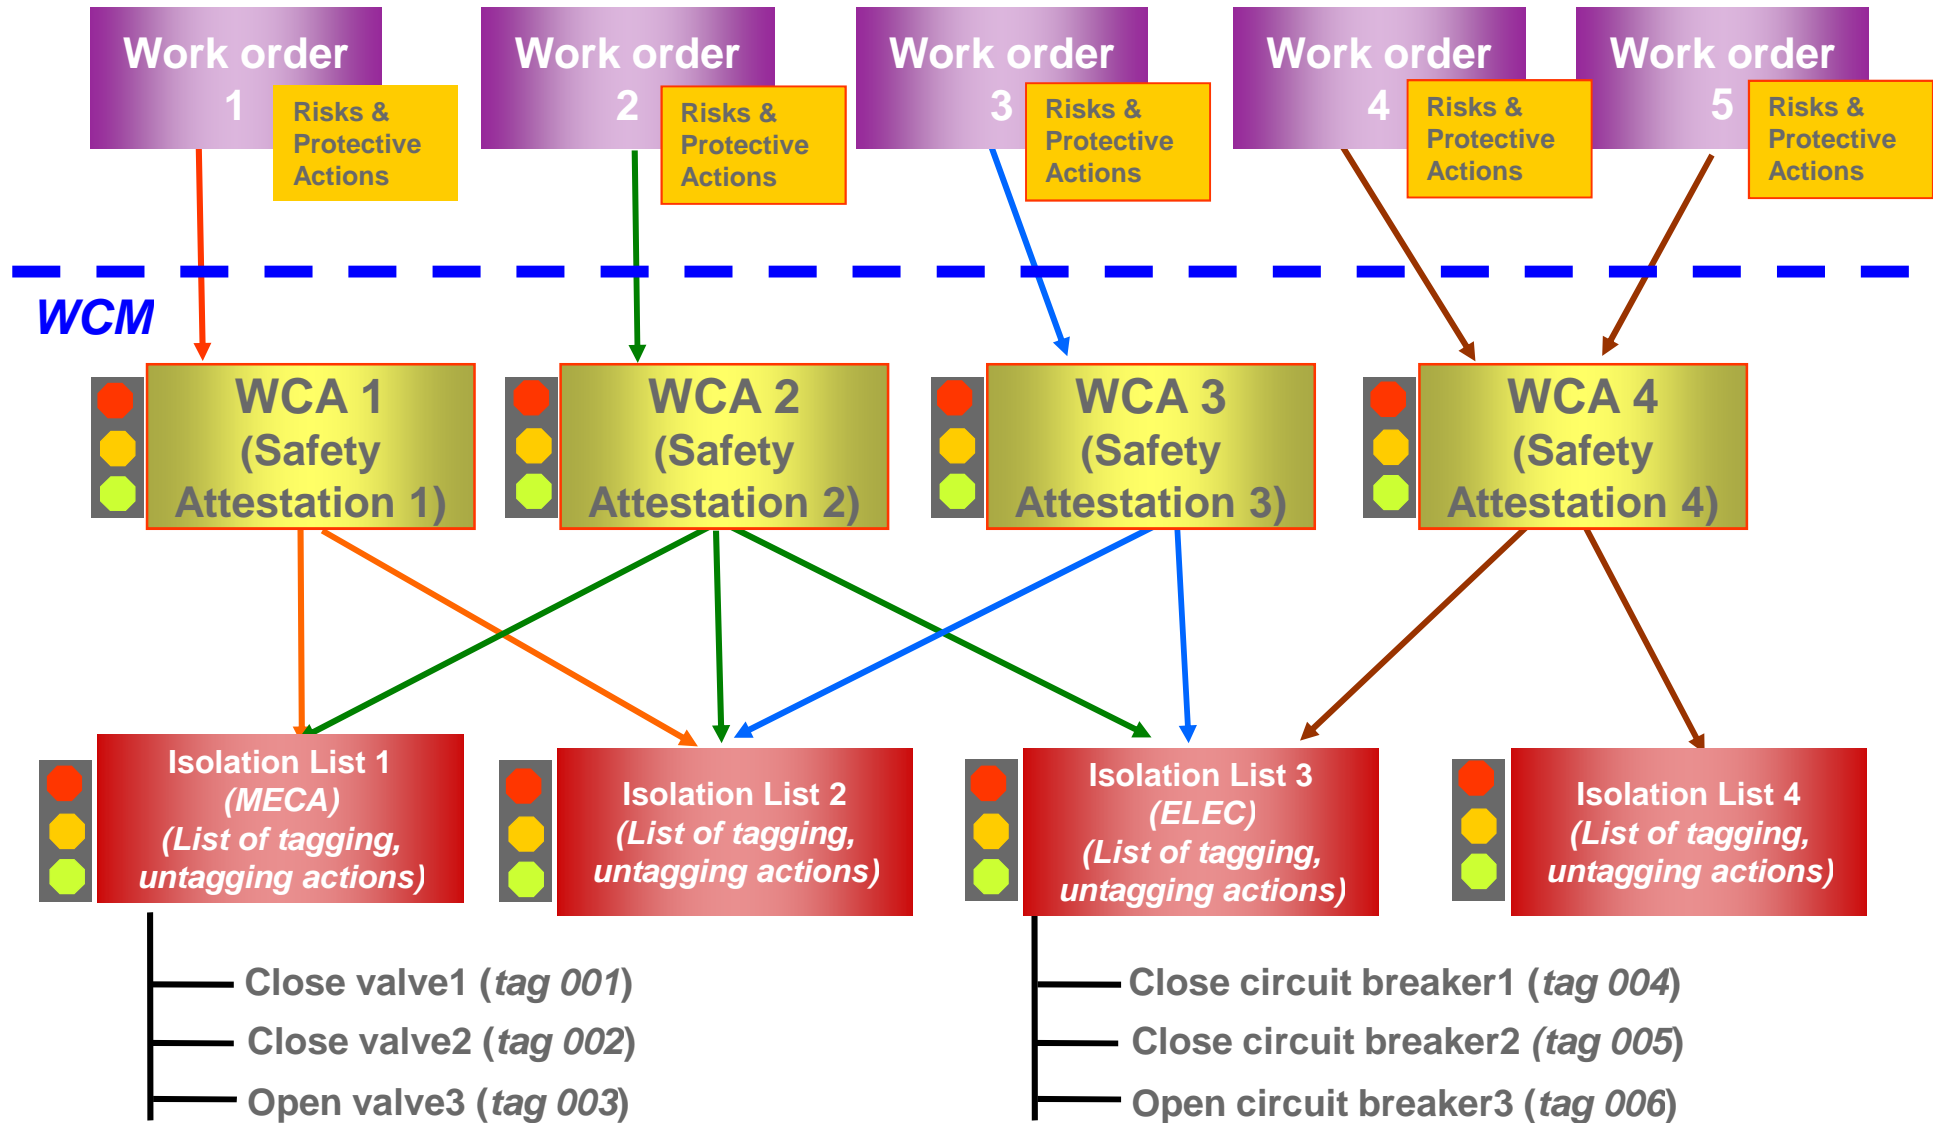 Work order
1
Risks &
Protective
Actions
Work order
2
Risks &
Protective
Actions
Work order
3
Risks &
Protective
Actions
Work order
4
Risks &
Protective
Actions
Work order
5
Risks &
Protective
Actions
WCM
WCA 1
(Safety
Attestation 1)
WCA 2
(Safety
Attestation 2)
WCA 3
(Safety
Attestation 3)
WCA 4
(Safety
Attestation 4)
Isolation List 1
(MECA)
(List of tagging,
untagging actions)
Isolation List 2
(List of tagging,
untagging actions)
Isolation List 3
(ELEC)
(List of tagging,
untagging actions)
Isolation List 4
(List of tagging,
untagging actions)
Close valve1 (tag 001)
Close valve2 (tag 002)
Open valve3 (tag 003)
Close circuit breaker1 (tag 004)
Close circuit breaker2 (tag 005)
Open circuit breaker3 (tag 006)